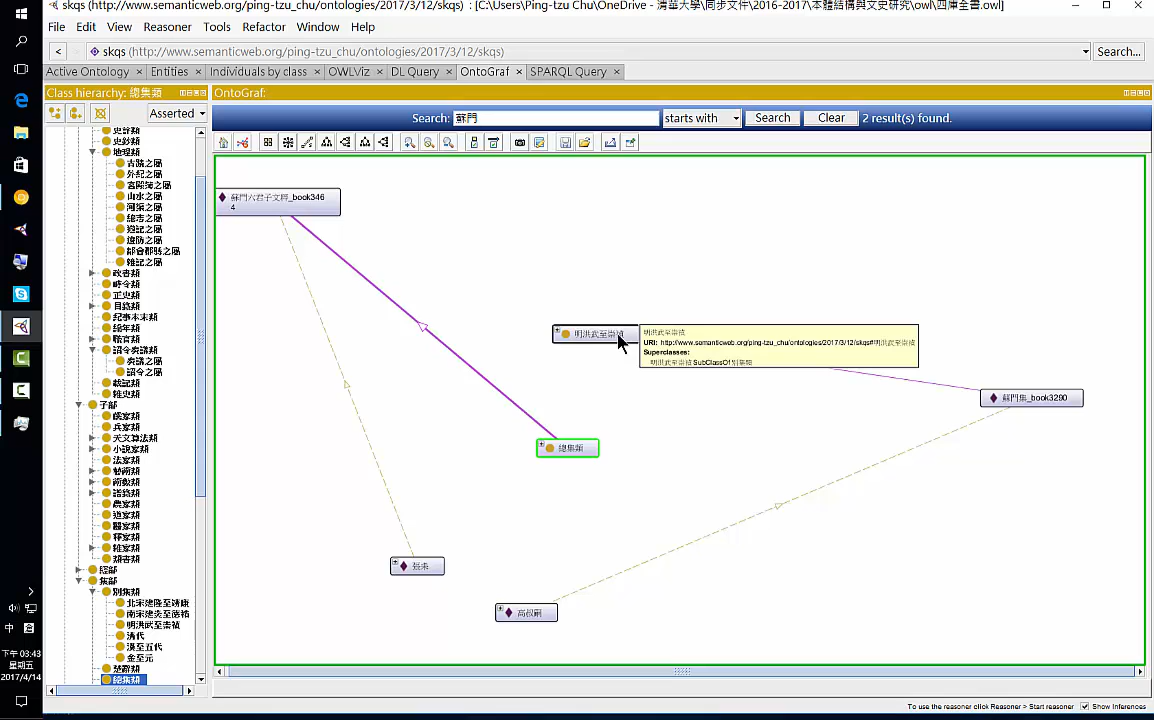 skqs (http://www.semanticweb.org/ping-tzu_chu/ontologies/2017/3/12/skqs) : [C:\Users\Ping-tzu Chu\OneDrive - 清華大學\同步文件\2016-2017\本體結構與文史研究\owl\四庫全書.owl]
File Edit View Reasoner Tools Refactor Window Help
< skqs (http://www.semanticweb.org/ping-tzu_chu/ontologies/2017/3/12/skqs) Search...
Active Ontology × Entities × Individuals by class × OWLViz × DL Query × OntoGraf × SPARQL Query ×
Class hierarchy: 總集類
OntoGraf:
Asserted
Search: 蘇門 starts with Search Clear 2 result(s) found.
史評類
史鈔類
地理類
古蹟之屬
外紀之屬
宮殿簿之屬
山水之屬
河渠之屬
總志之屬
遊記之屬
邊防之屬
都會郡縣之屬
雜記之屬
政書類
時令類
正史類
目錄類
紀事本末類
編年類
職官類
詔令奏議類
奏議之屬
詔令之屬
載記類
雜史類
子部
儒家類
兵家類
天文算法類
小說家類
法家類
藝術類
術數類
譜錄類
農家類
道家類
醫家類
釋家類
雜家類
類書類
經部
集部
別集類
北宋建隆至靖康
南宋建炎至德祐
明洪武至崇禎
清代
漢至五代
金至元
楚辭類
總集類
蘇門六君子文粹_book346
4
明洪武至崇禎
明洪武至崇禎
URI: http://www.semanticweb.org/ping-tzu_chu/ontologies/2017/3/12/skqs#明洪武至崇禎
Superclasses:
明洪武至崇禎 SubClassOf 別集類
蘇門集_book3290
總集類
張耒
高叔嗣
中
下午 03:43
星期五
2017/4/14
To use the reasoner click Reasoner > Start reasoner Show Inferences